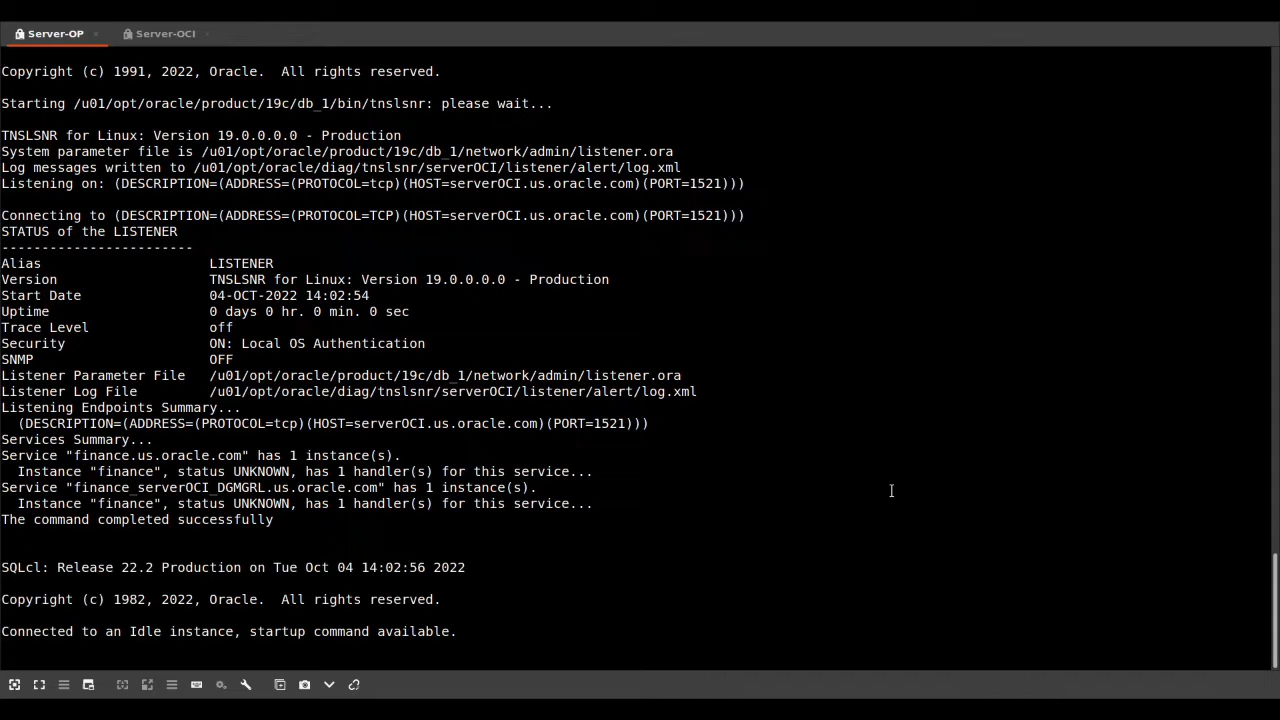 Server-OP × Server-OCI ×
Copyright (c) 1991, 2022, Oracle.  All rights reserved.
Starting /u01/opt/oracle/product/19c/db_1/bin/tnslsnr: please wait...
TNSLSNR for Linux: Version 19.0.0.0.0 - Production
System parameter file is /u01/opt/oracle/product/19c/db_1/network/admin/listener.ora
Log messages written to /u01/opt/oracle/diag/tnslsnr/serverOCI/listener/alert/log.xml
Listening on: (DESCRIPTION=(ADDRESS=(PROTOCOL=tcp)(HOST=serverOCI.us.oracle.com)(PORT=1521)))
Connecting to (DESCRIPTION=(ADDRESS=(PROTOCOL=TCP)(HOST=serverOCI.us.oracle.com)(PORT=1521)))
STATUS of the LISTENER
------------------------
Alias                     LISTENER
Version                   TNSLSNR for Linux: Version 19.0.0.0.0 - Production
Start Date                04-OCT-2022 14:02:54
Uptime                    0 days 0 hr. 0 min. 0 sec
Trace Level               off
Security                  ON: Local OS Authentication
SNMP                      OFF
Listener Parameter File   /u01/opt/oracle/product/19c/db_1/network/admin/listener.ora
Listener Log File         /u01/opt/oracle/diag/tnslsnr/serverOCI/listener/alert/log.xml
Listening Endpoints Summary...
  (DESCRIPTION=(ADDRESS=(PROTOCOL=tcp)(HOST=serverOCI.us.oracle.com)(PORT=1521)))
Services Summary...
Service "finance.us.oracle.com" has 1 instance(s).
  Instance "finance", status UNKNOWN, has 1 handler(s) for this service...
Service "finance_serverOCI_DGMGRL.us.oracle.com" has 1 instance(s).
  Instance "finance", status UNKNOWN, has 1 handler(s) for this service...
The command completed successfully
SQLcl: Release 22.2 Production on Tue Oct 04 14:02:56 2022
Copyright (c) 1982, 2022, Oracle.  All rights reserved.
Connected to an Idle instance, startup command available.